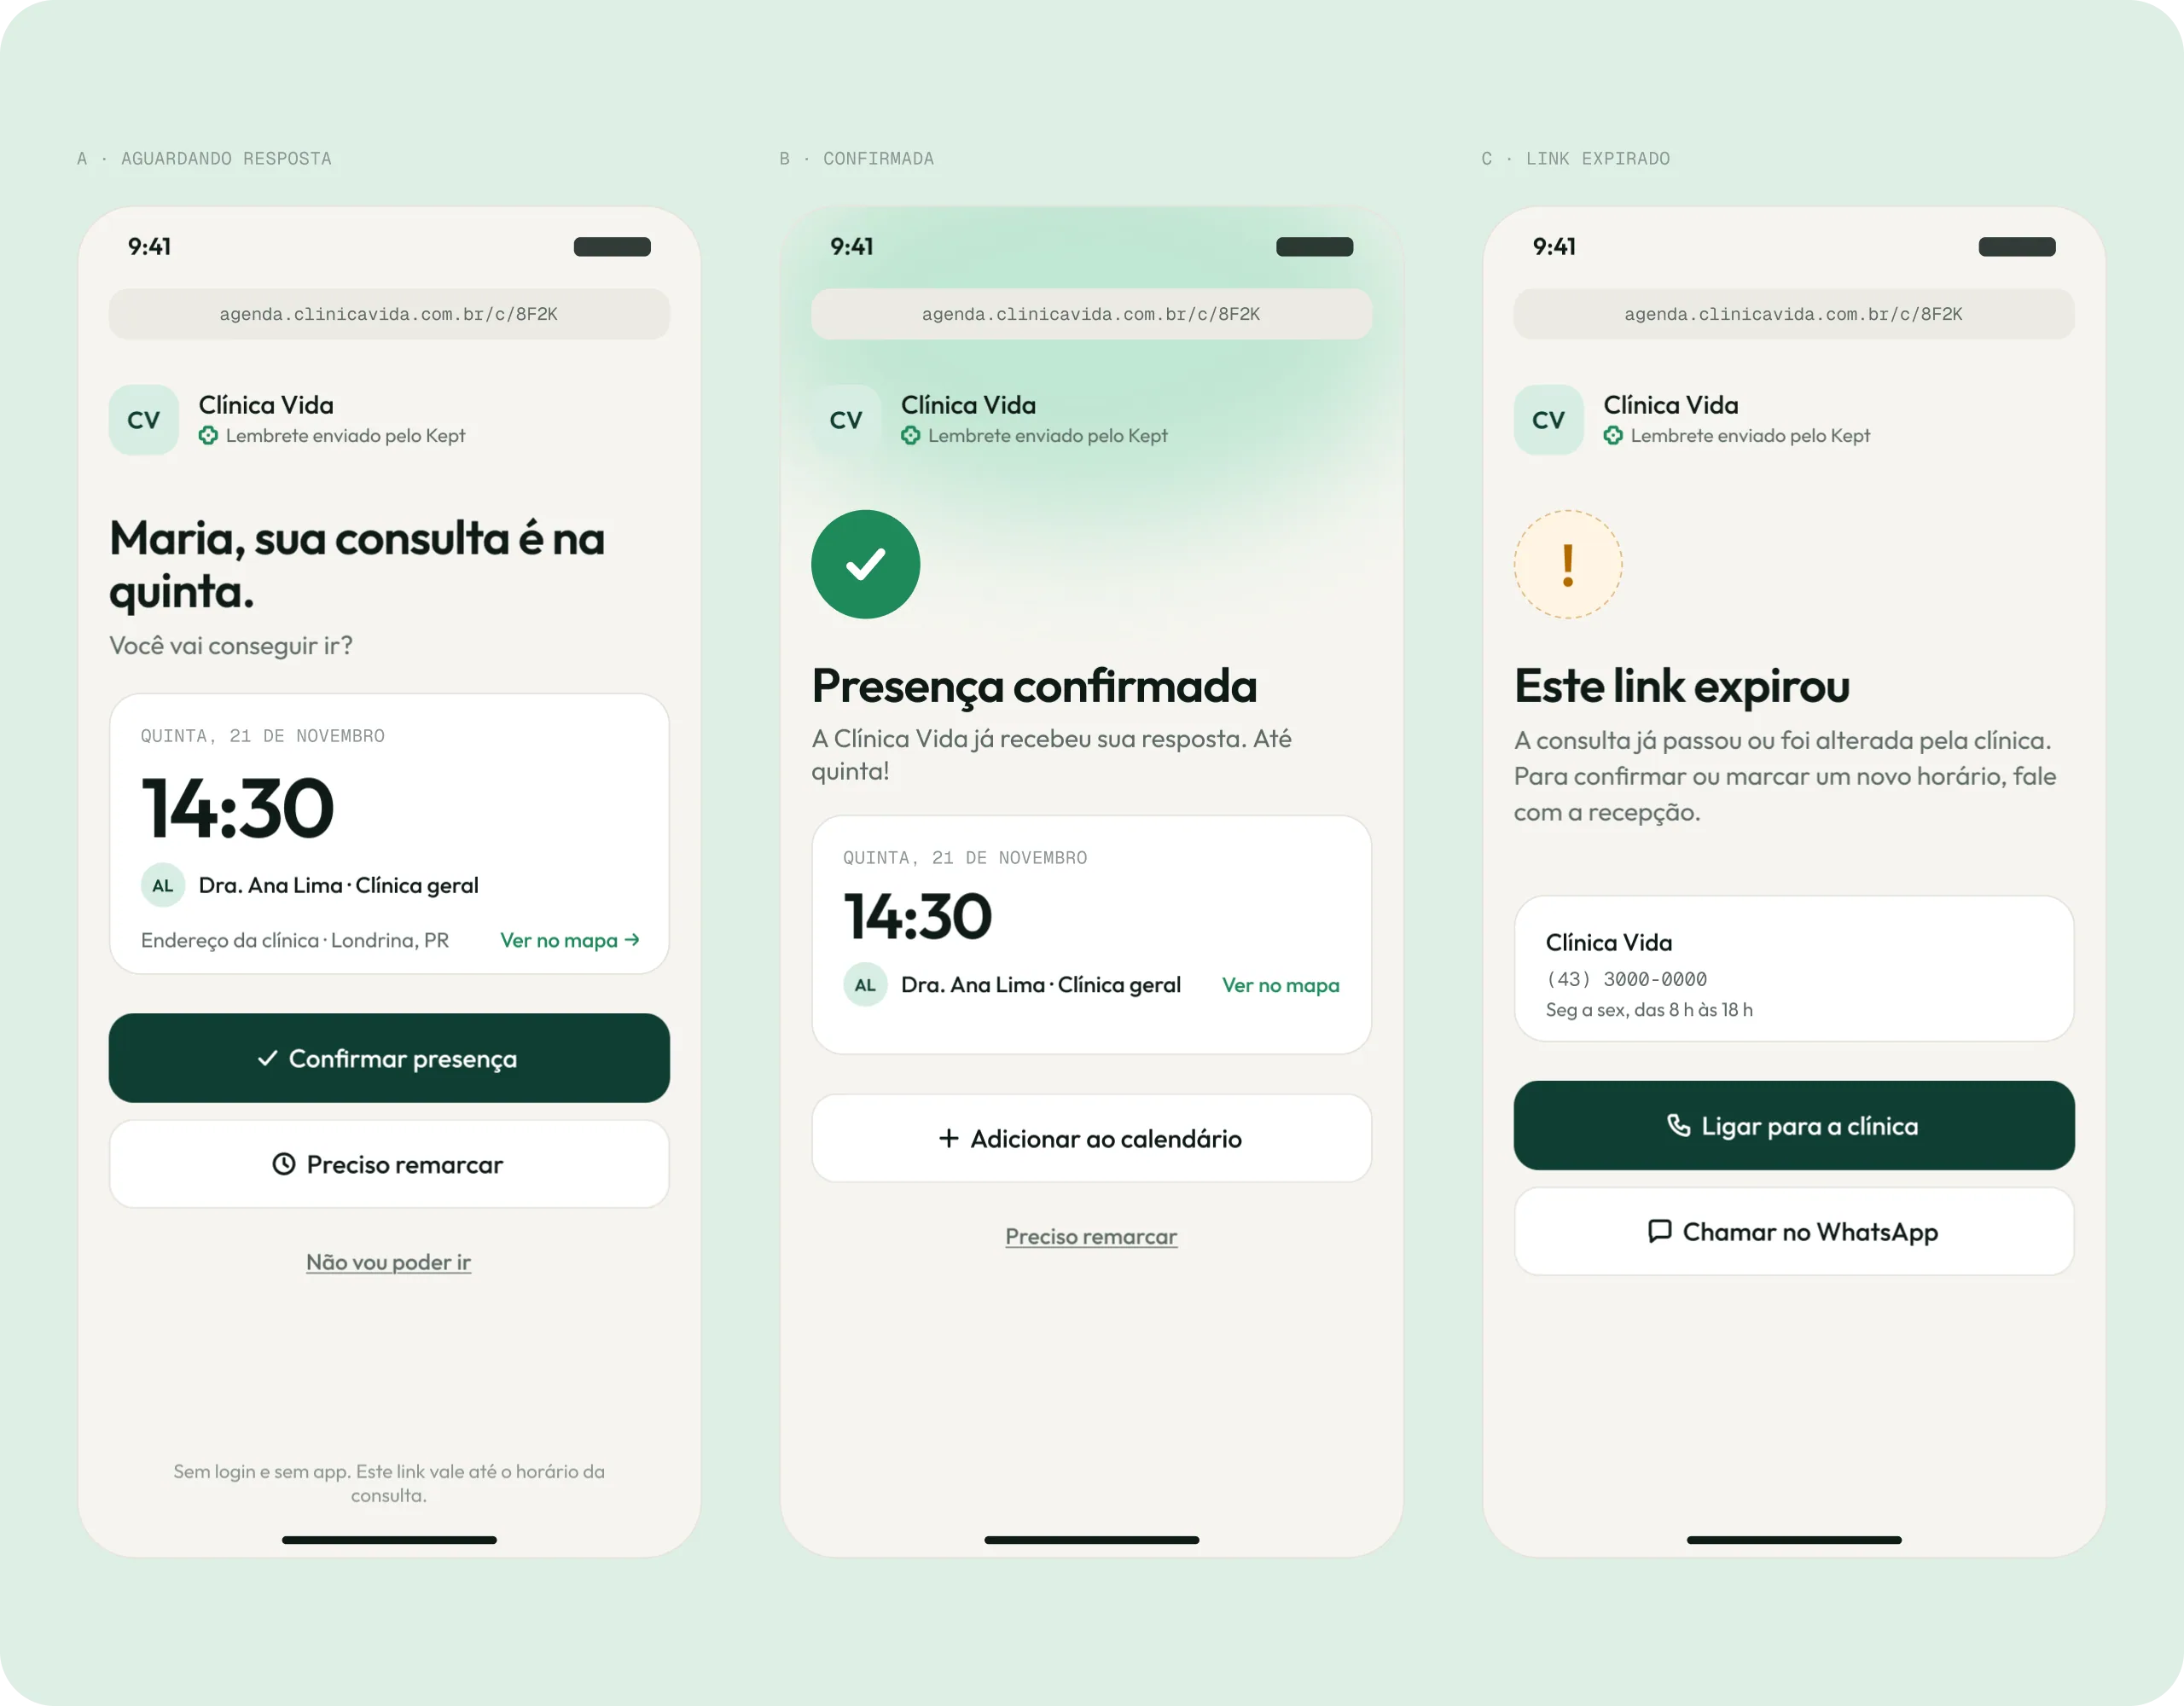 A · AGUARDANDO RESPOSTA
9:41
agenda.clinicavida.com.br/c/8F2K
CV
Clínica Vida
Lembrete enviado pelo Kept
Maria, sua consulta é na
quinta.
Você vai conseguir ir?
QUINTA, 21 DE NOVEMBRO
14:30
AL
Dra. Ana Lima · Clínica geral
Endereço da clínica · Londrina, PR
Ver no mapa →
Confirmar presença
Preciso remarcar
Não vou poder ir
Sem login e sem app. Este link vale até o horário da
consulta.
B · CONFIRMADA
9:41
agenda.clinicavida.com.br/c/8F2K
CV
Clínica Vida
Lembrete enviado pelo Kept
Presença confirmada
A Clínica Vida já recebeu sua resposta. Até
quinta!
QUINTA, 21 DE NOVEMBRO
14:30
AL
Dra. Ana Lima · Clínica geral
Ver no mapa
Adicionar ao calendário
Preciso remarcar
C · LINK EXPIRADO
9:41
agenda.clinicavida.com.br/c/8F2K
CV
Clínica Vida
Lembrete enviado pelo Kept
!
Este link expirou
A consulta já passou ou foi alterada pela clínica.
Para confirmar ou marcar um novo horário, fale
com a recepção.
Clínica Vida
(43) 3000-0000
Seg a sex, das 8 h às 18 h
Ligar para a clínica
Chamar no WhatsApp